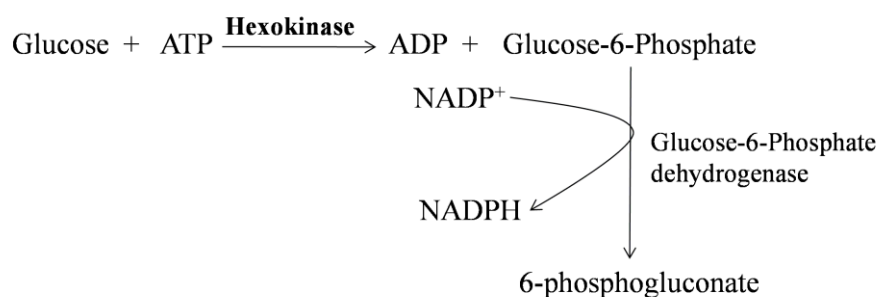 Hexokinase
Glucose + ATP ADP + Glucose-6-Phosphate
NADP⁺
Glucose-6-Phosphate
dehydrogenase
NADPH
6-phosphogluconate